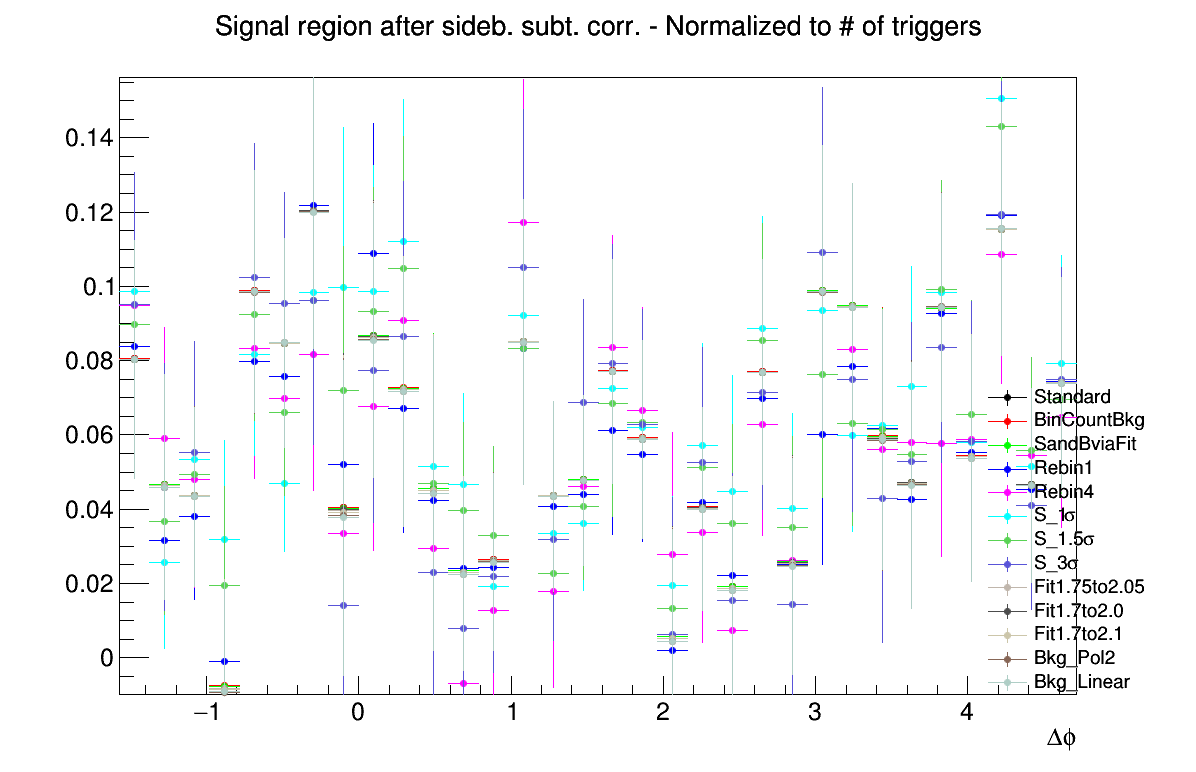 Signal region after sideb. subt. corr. - Normalized to # of triggers
0.14
0.12
0.1
0.08
0.06
0.04
0.02
0
−1
0
1
2
3
4
Δϕ
Standard
BinCountBkg
SandBviaFit
Rebin1
Rebin4
S_1σ
S_1.5σ
S_3σ
Fit1.75to2.05
Fit1.7to2.0
Fit1.7to2.1
Bkg_Pol2
Bkg_Linear